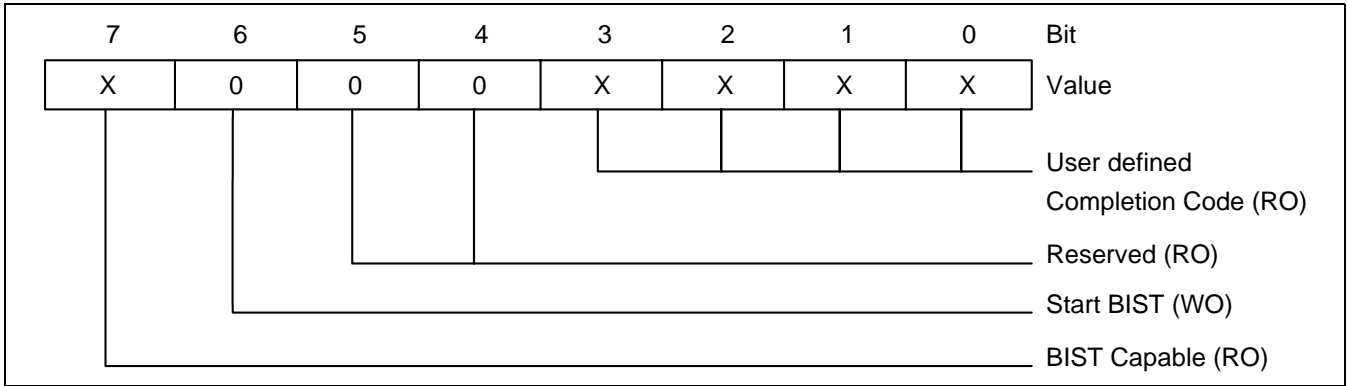 7 6 5 4 3 2 1 0 Bit
X 0 0 0 X X X X Value
User defined
Completion Code (RO)
Reserved (RO)
Start BIST (WO)
BIST Capable (RO)